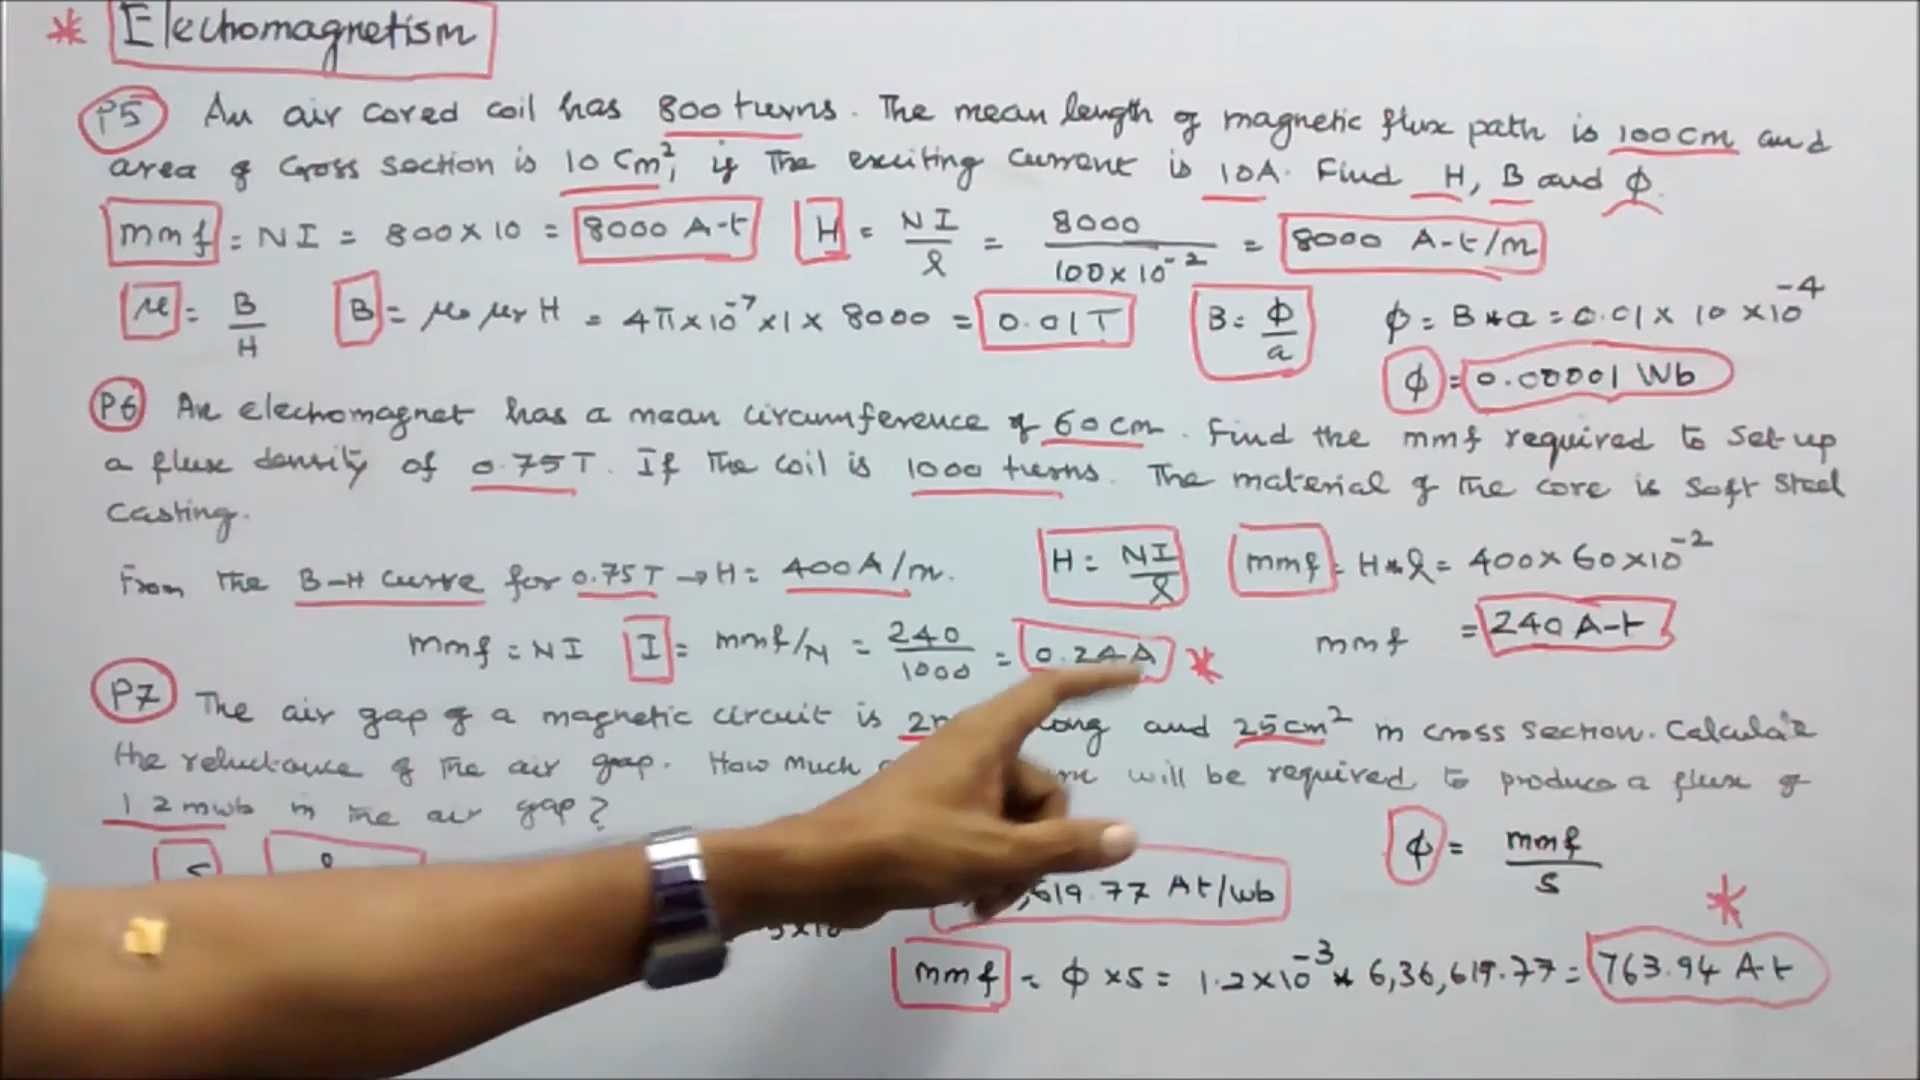 * Electromagnetism
P5 An air cored coil has 800 turns. The mean length of magnetic flux path is 100cm and
area of Cross section is 10 Cm², if The exciting current is 10A. Find H, B and ϕ.
mmf = NI = 800×10 = 8000 A-t H = NI/l = 8000/100×10⁻² = 8000 A-t/m
μ = B/H B = μ₀ μr H = 4π×10⁻⁷×1× 8000 = 0.01T B = ϕ/a ϕ = B*a = 0.01× 10 ×10⁻⁴
ϕ = 0.00001 Wb
P6 An electromagnet has a mean circumference of 60cm. Find the mmf required to set up
a flux density of 0.75T. If The coil is 1000 turns. The material of the core is soft steel
casting.
From the B-H curve for 0.75T → H = 400A/m. H = NI/l mmf = H*l = 400×60×10⁻²
mmf = NI I = mmf/N = 240/1000 = 0.24A * mmf = 240 A-t
P7 The air gap of a magnetic circuit is long and 25cm² in cross section. Calculate
the reluctance of the air gap. How much will be required to produce a flux of
1 2 mwb in the air gap?
S l ϕ = mmf/S
,619.77 At/wb *
×10
mmf = ϕ ×S = 1.2×10⁻³ * 6,36,619.77 = 763.94 A-t